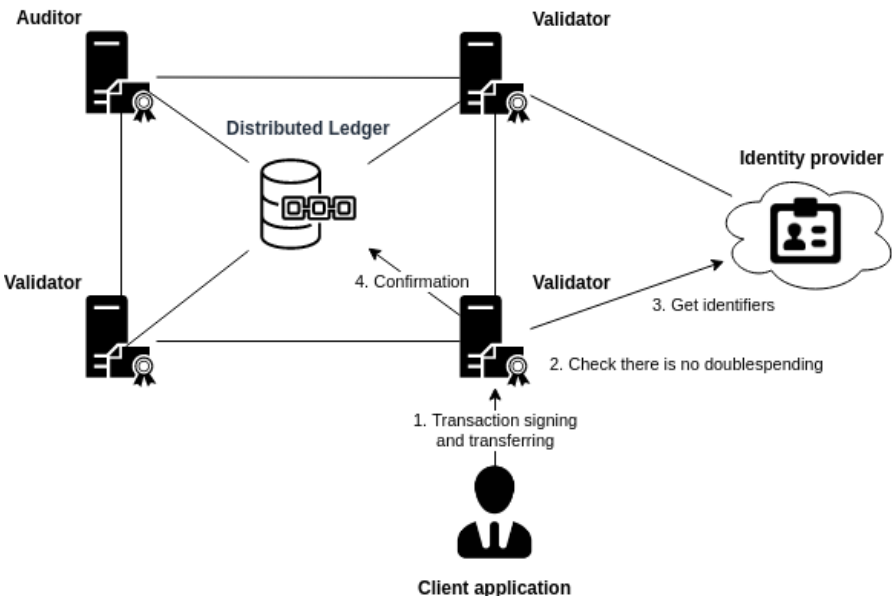 Auditor
Validator
Distributed Ledger
Identity provider
Validator
4. Confirmation
Validator
3. Get identifiers
2. Check there is no doublespending
1. Transaction signing
and transferring
Client application